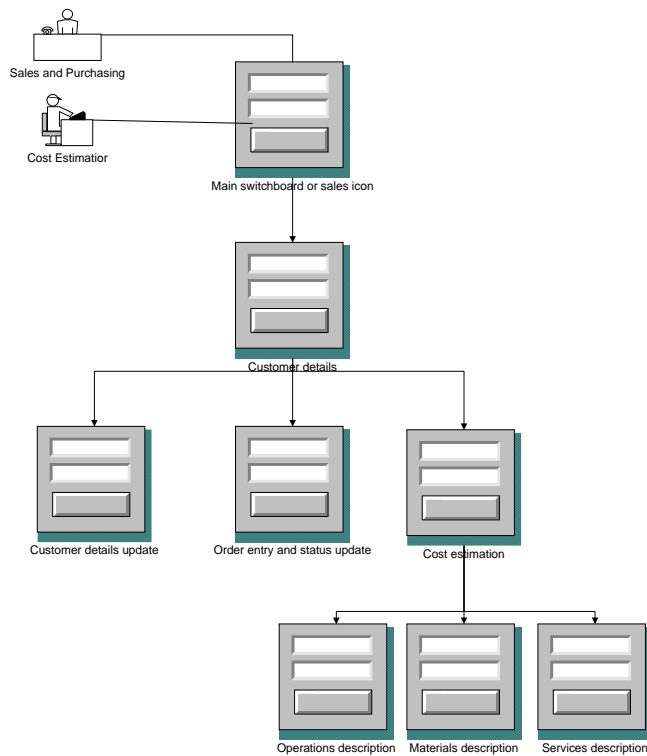 Sales and Purchasing
Cost Estimatior
Main switchboard or sales icon
Customer details
Customer details update
Order entry and status update
Cost estimation
Operations description
Materials description
Services description